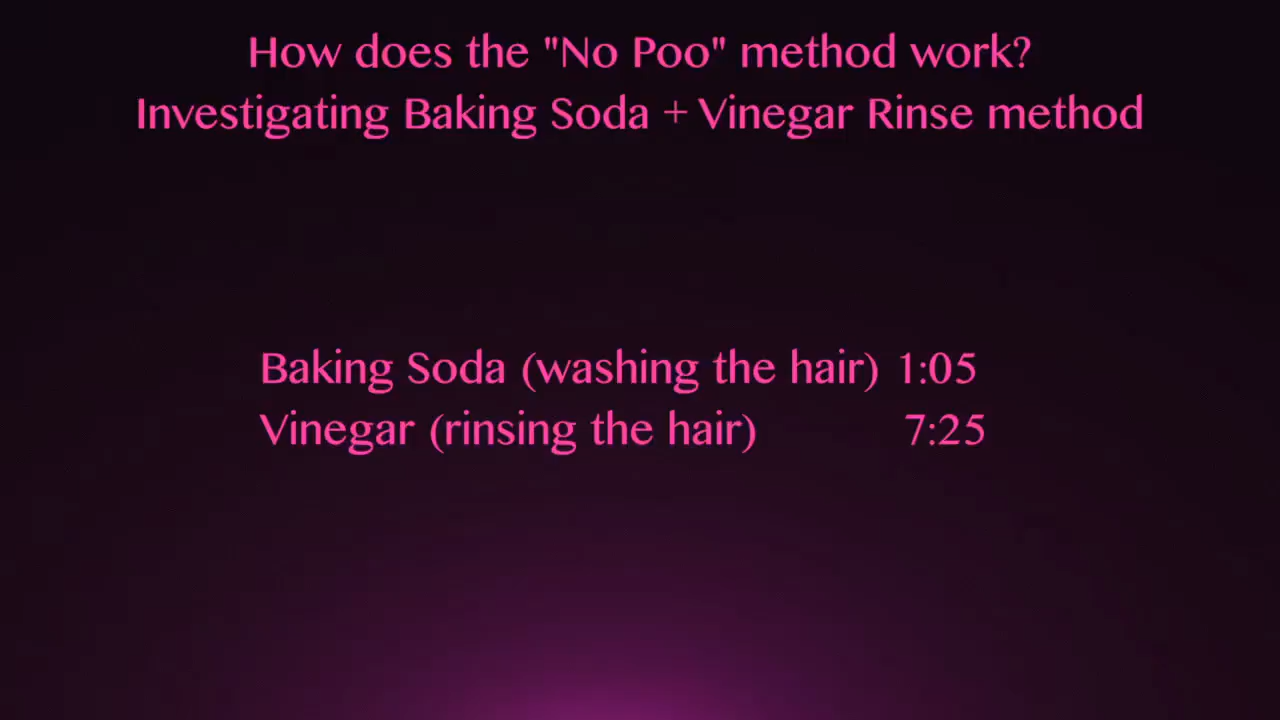 How does the "No Poo" method work?
Investigating Baking Soda + Vinegar Rinse method
Baking Soda (washing the hair) 1:05
Vinegar (rinsing the hair) 7:25